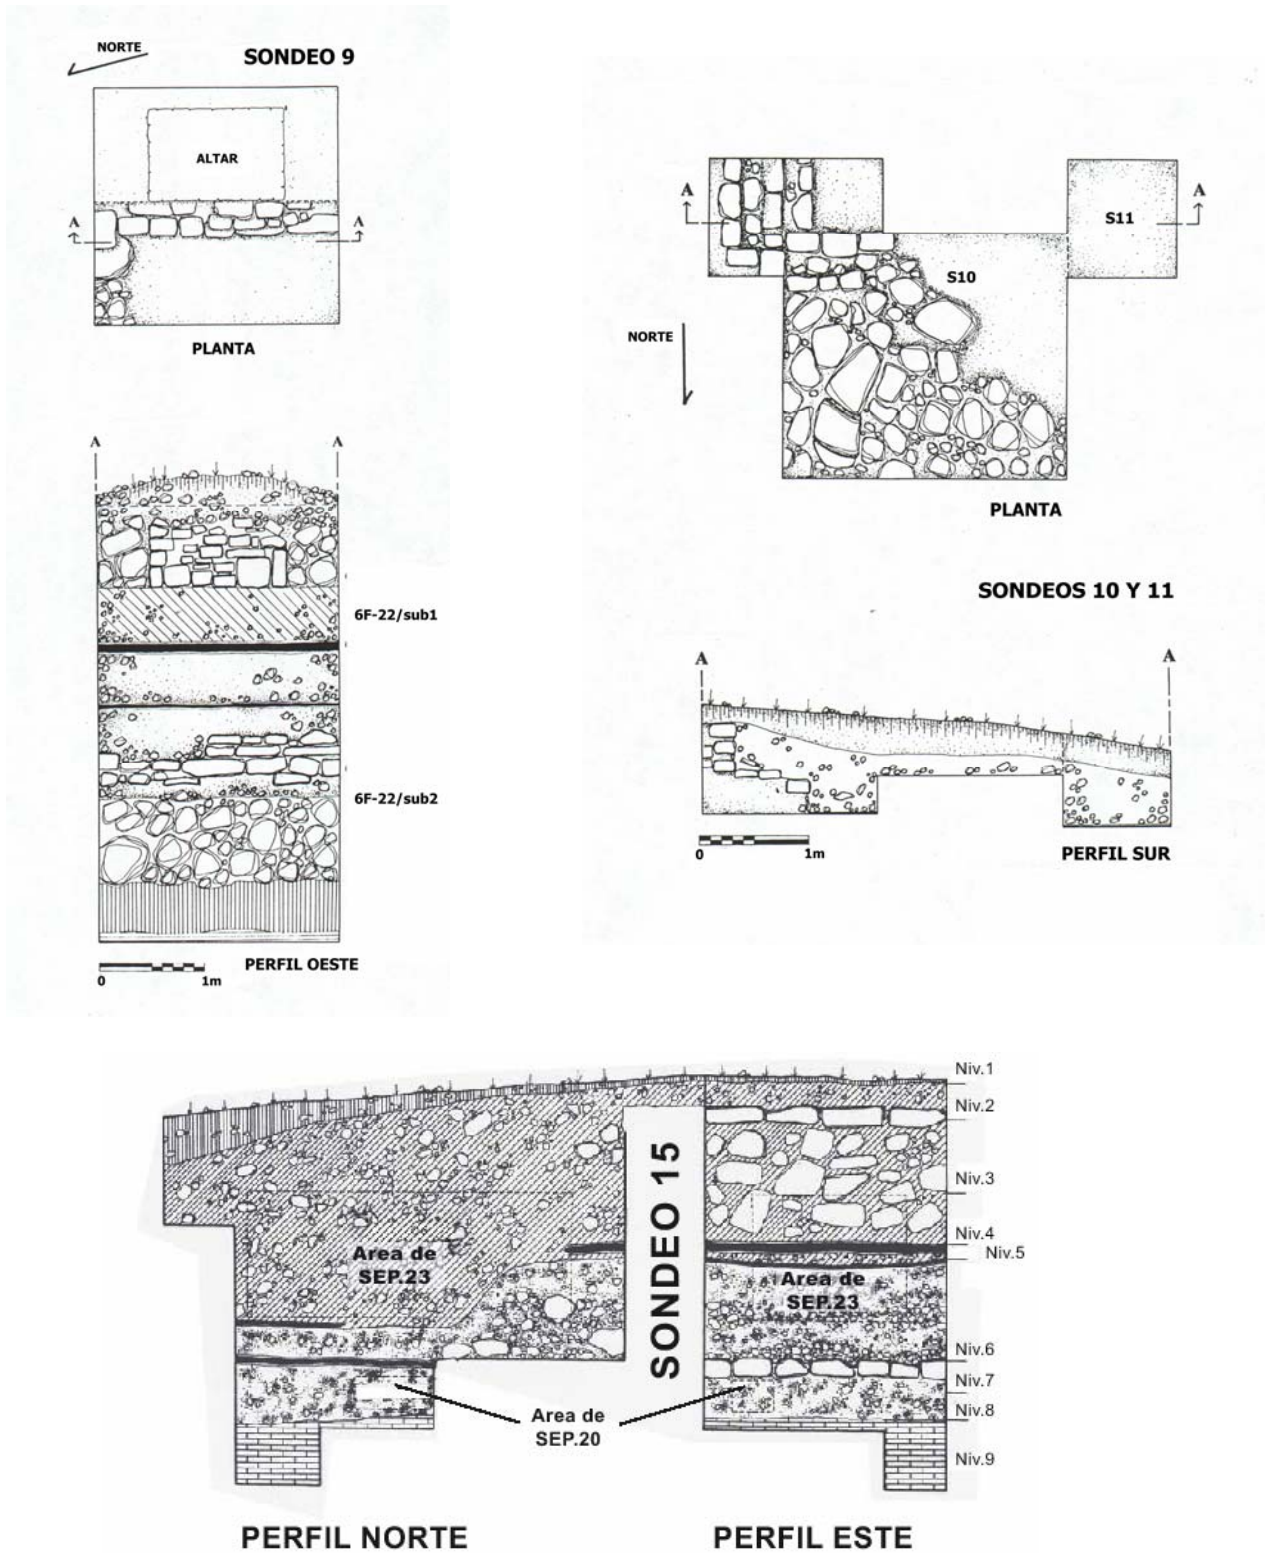 NORTE
SONDEO 9
ALTAR
A
A
PLANTA
A
A
6F-22/sub1
6F-22/sub2
0
1m
PERFIL OESTE
A
A
S11
S10
NORTE
PLANTA
SONDEOS 10 Y 11
A
A
0
1m
PERFIL SUR
Niv.1
Niv.2
Niv.3
Niv.4
Niv.5
Niv.6
Niv.7
Niv.8
Niv.9
SONDEO 15
Area de
SEP.23
Area de
SEP.23
Area de
SEP.20
PERFIL NORTE
PERFIL ESTE